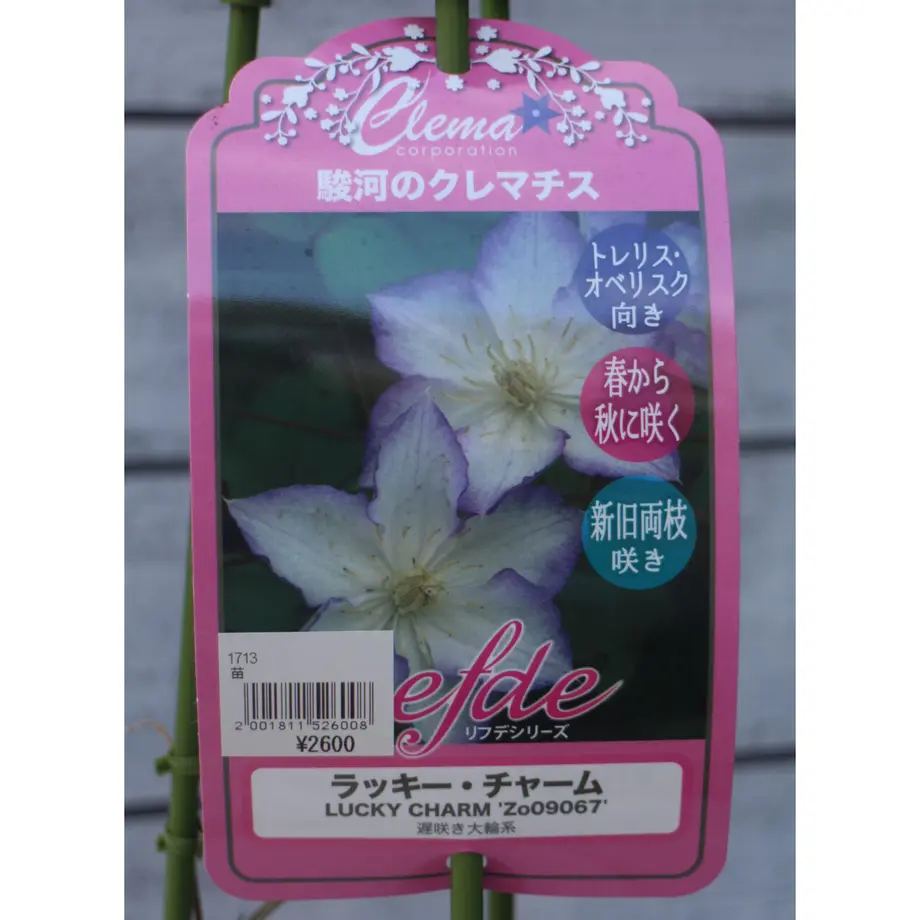 Clema
corporation
駿河のクレマチス
トレリス・
オベリスク
向き
春から
秋に咲く
新旧両枝
咲き
efde
リフデシリーズ
1713
苗
2 001811 526008
¥2600
ラッキー・チャーム
LUCKY CHARM 'Zo09067'
遅咲き大輪系